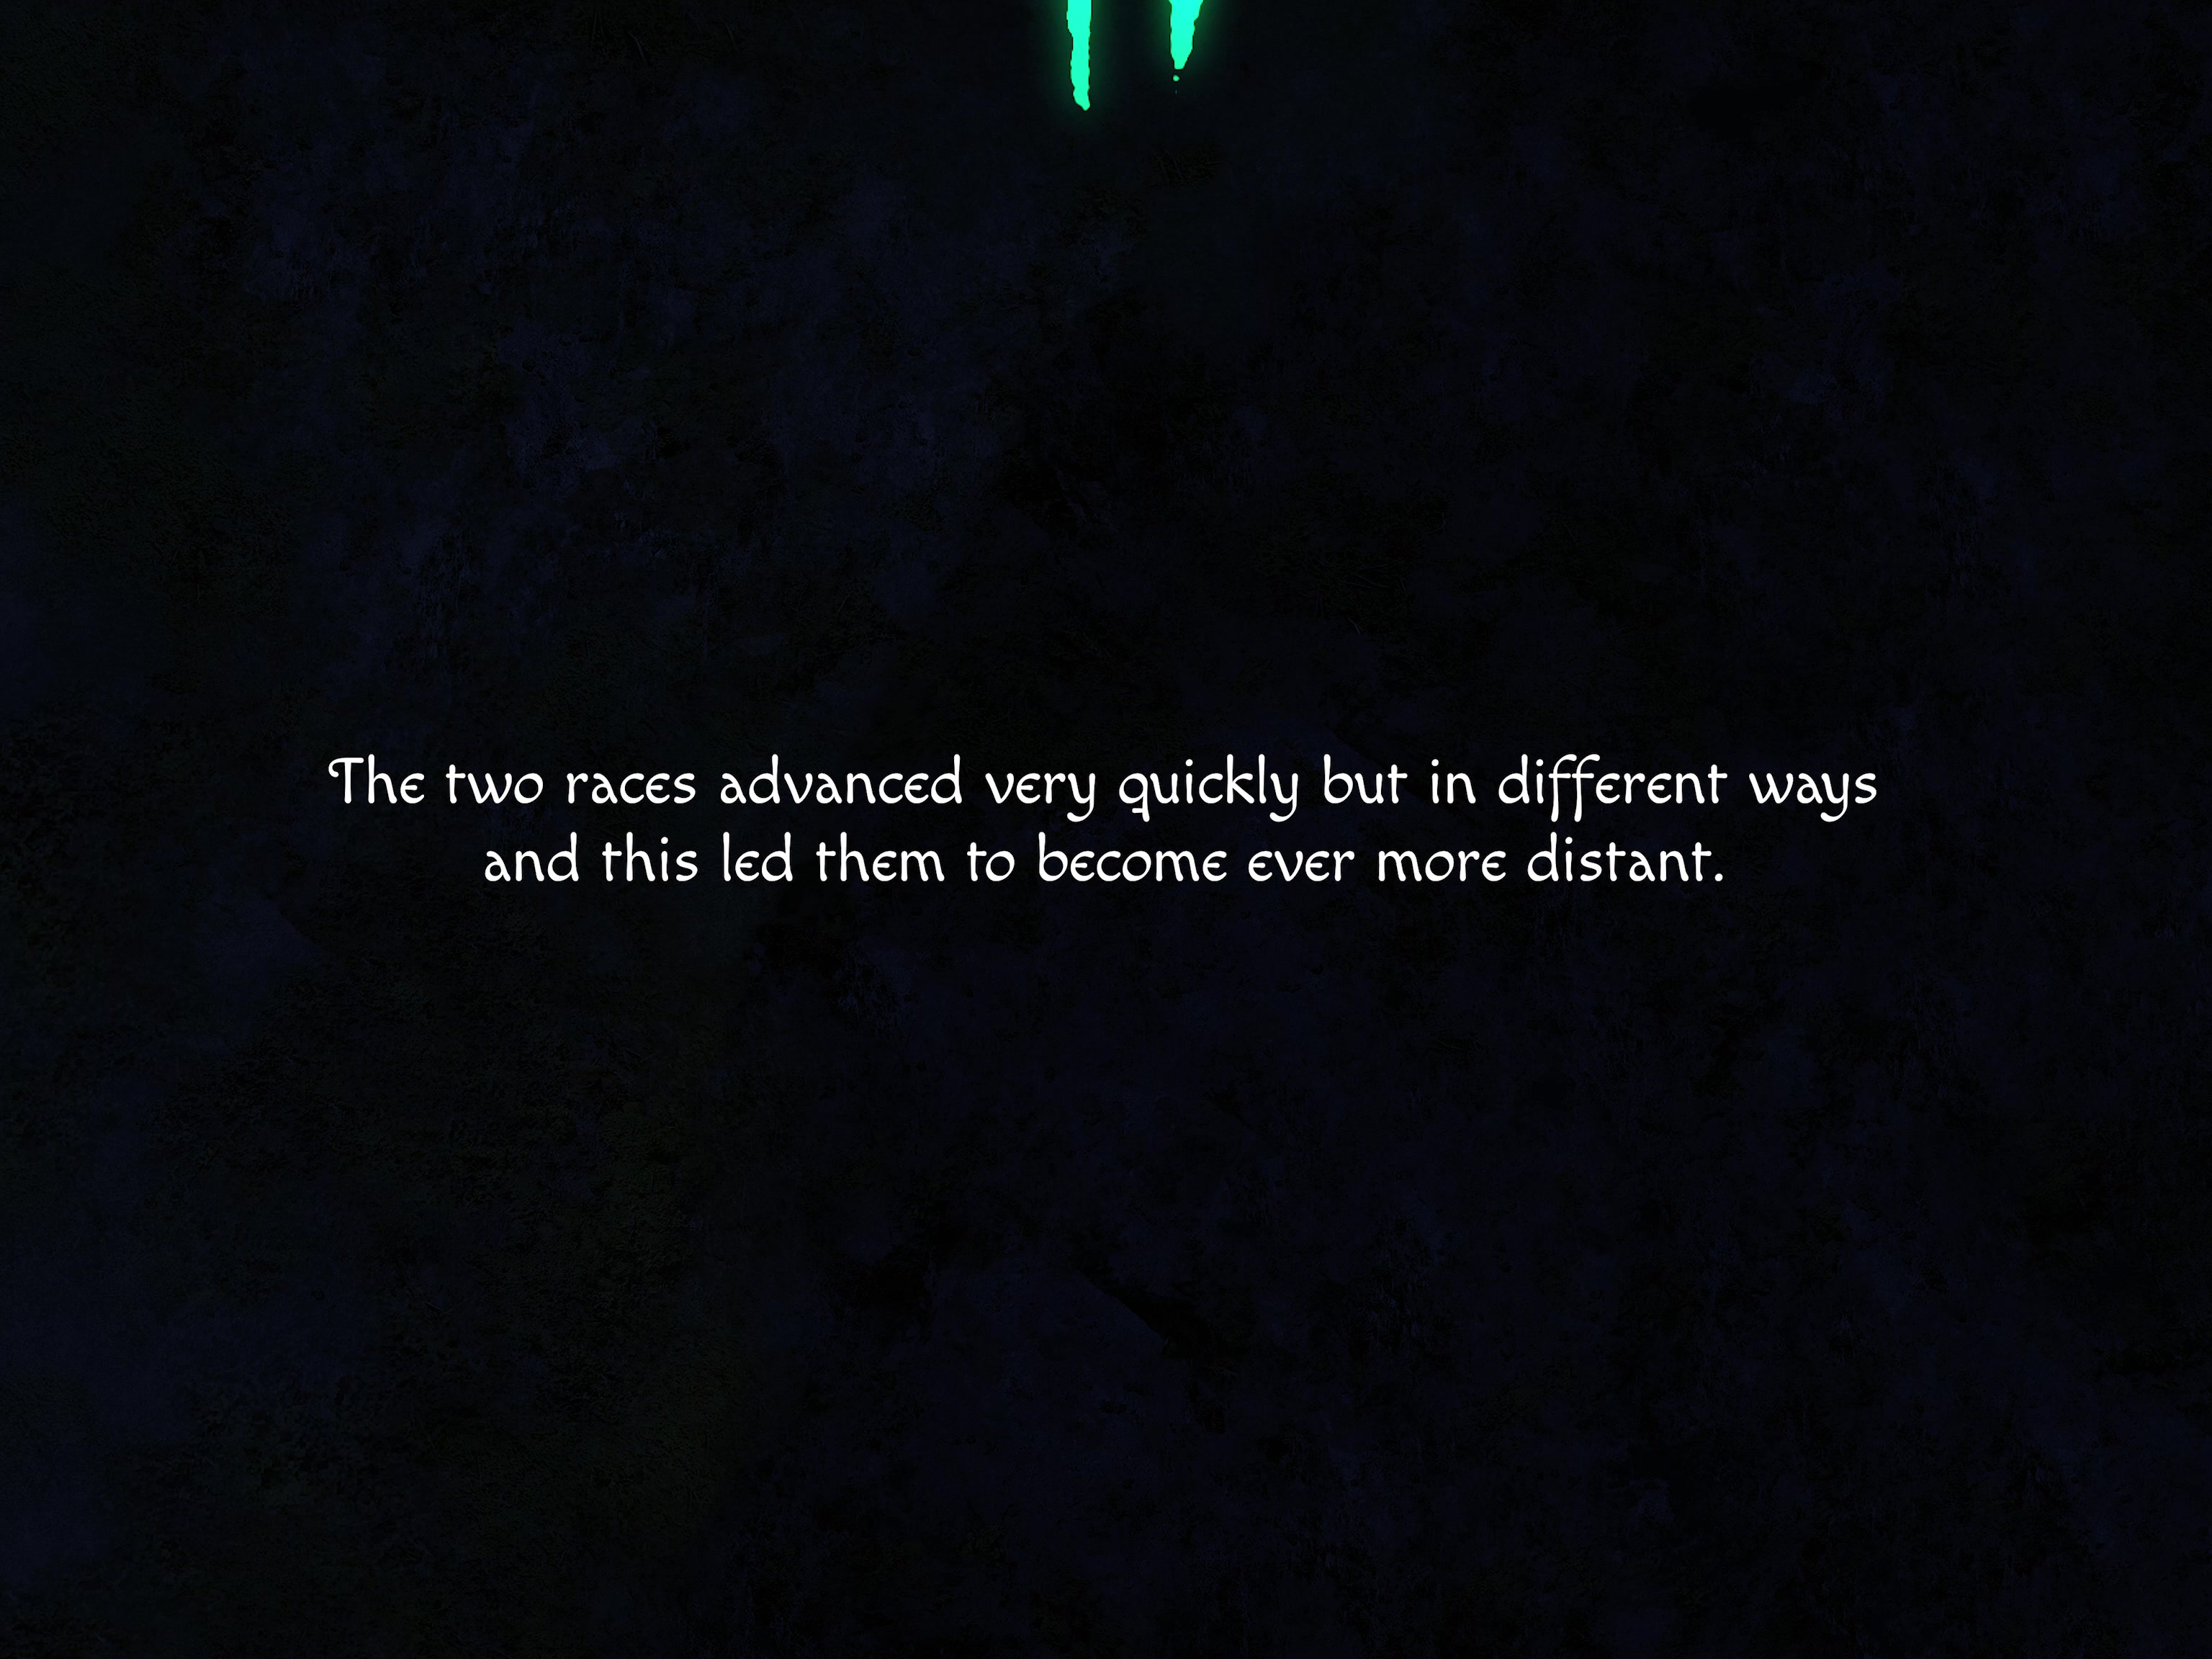 The two races advanced very quickly but in different ways
and this led them to become ever more distant.